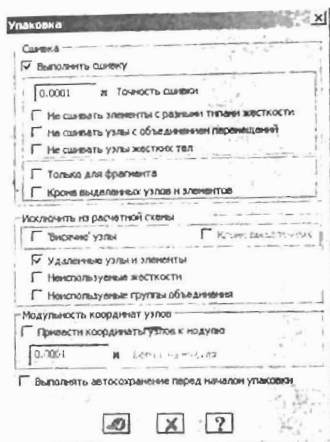 Упаковка
Сшивка
Выполнить сшивку
0.0001 м Точность сшивки
Не сшивать элементы с разными типами жесткости
Не сшивать узлы с объединением перемещений
Не сшивать узлы жестких тел
Только для фрагмента
Кроме выделенных узлов и элементов
Исключить из расчетной схемы
"Висячие" узлы
Удаленные узлы и элементы
Неиспользуемые жесткости
Неиспользуемые группы объединения
Модульность координат узлов
Привести координаты узлов к модулю
0.0001 м
Выполнять автосохранение перед началом упаковки
?